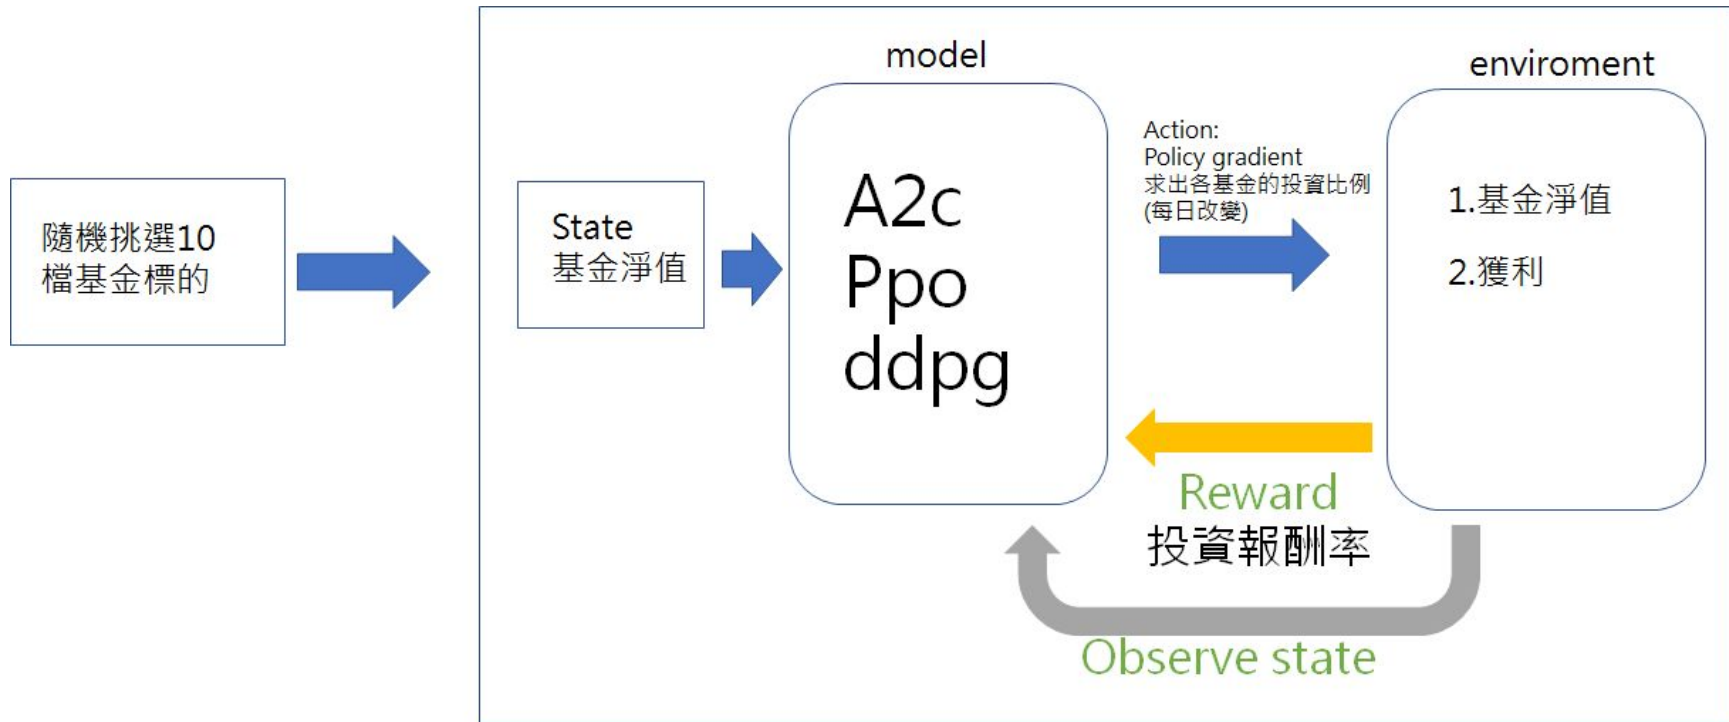 隨機挑選10
檔基金標的
State
基金淨值
model
A2c
Ppo
ddpg
Action:
Policy gradient
求出各基金的投資比例
(每日改變)
enviroment
1.基金淨值
2.獲利
Reward
投資報酬率
Observe state